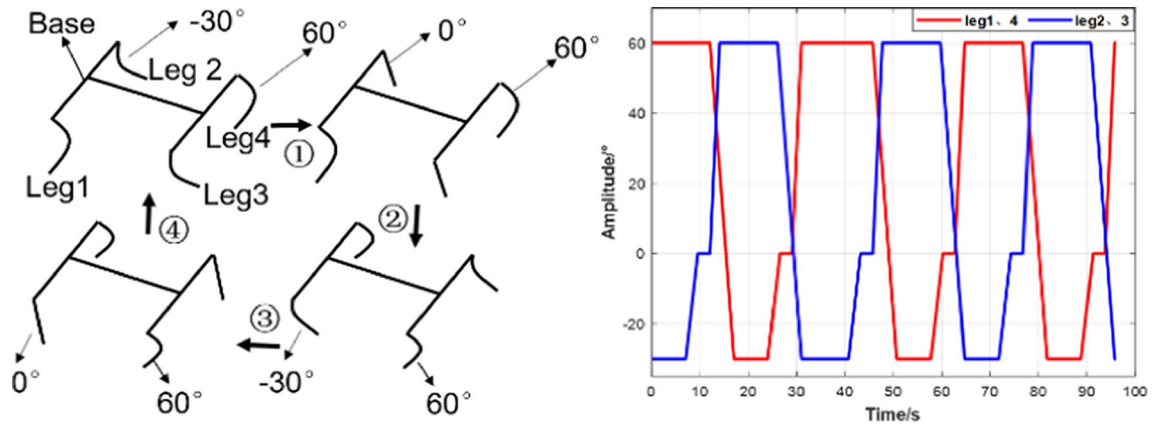 Base
-30°
Leg 2
60°
Leg4
Leg1
Leg3
①
0°
60°
②
④
③
0°
60°
-30°
60°
leg1、4 leg2、3
60
40
20
0
-20
Amplitude/°
0 10 20 30 40 50 60 70 80 90 100
Time/s